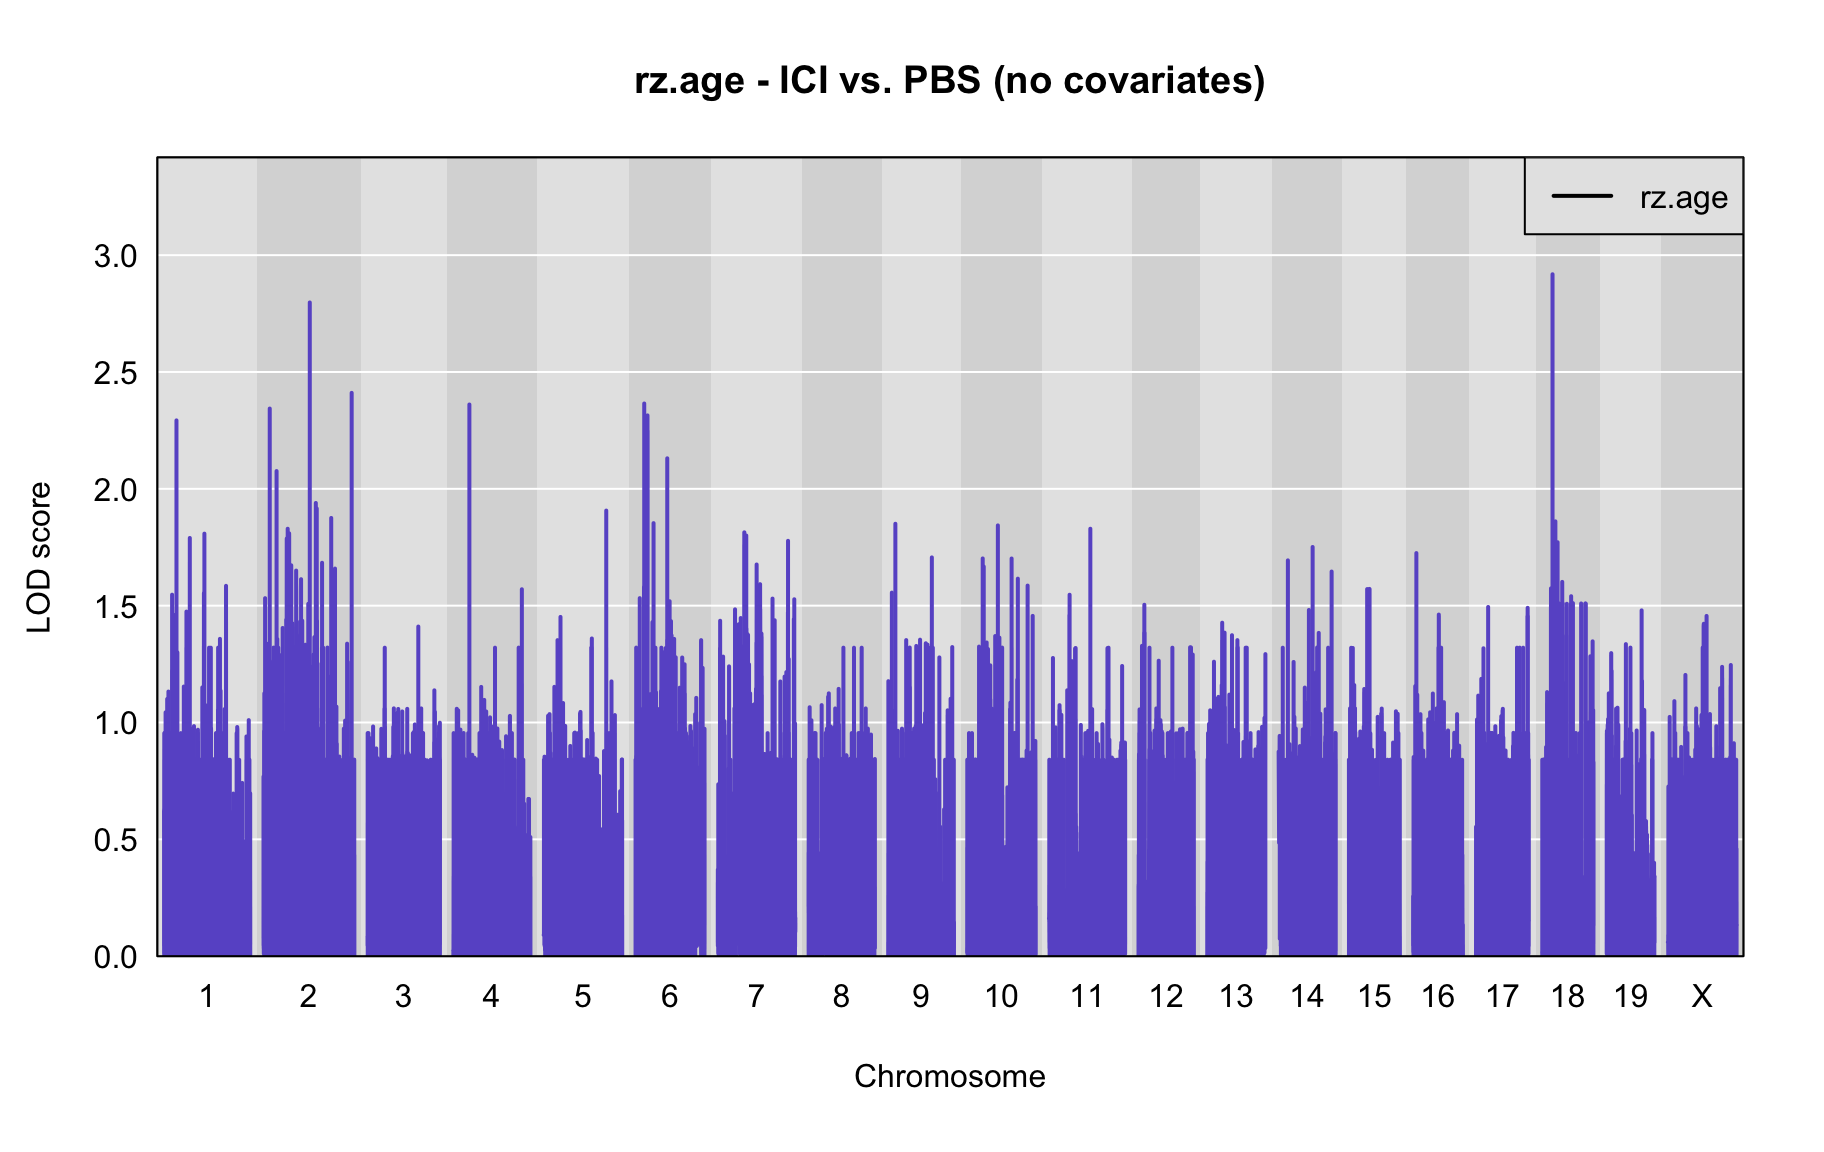 rz.age - ICI vs. PBS (no covariates)
rz.age
LOD score
3.0
2.5
2.0
1.5
1.0
0.5
0.0
1 2 3 4 5 6 7 8 9 10 11 12 13 14 15 16 17 18 19 X
Chromosome